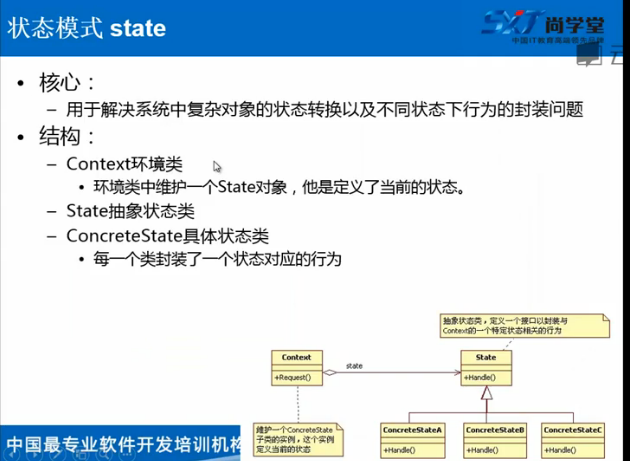 状态模式 state
SXT 尚学堂
中国IT教育高端领先品牌
云
• 核心：
– 用于解决系统中复杂对象的状态转换以及不同状态下行为的封装问题
• 结构：
– Context环境类
• 环境类中维护一个State对象，他是定义了当前的状态。
– State抽象状态类
– ConcreteState具体状态类
• 每一个类封装了一个状态对应的行为
抽象状态类，定义一个接口以封装与
Context的一个特定状态相关的行为
Context
+Request()
state
State
+Handle()
维护一个ConcreteState
子类的实例，这个实例
定义当前的状态
ConcreteStateA
+Handle()
ConcreteStateB
+Handle()
ConcreteStateC
+Handle()
中国最专业软件开发培训机构